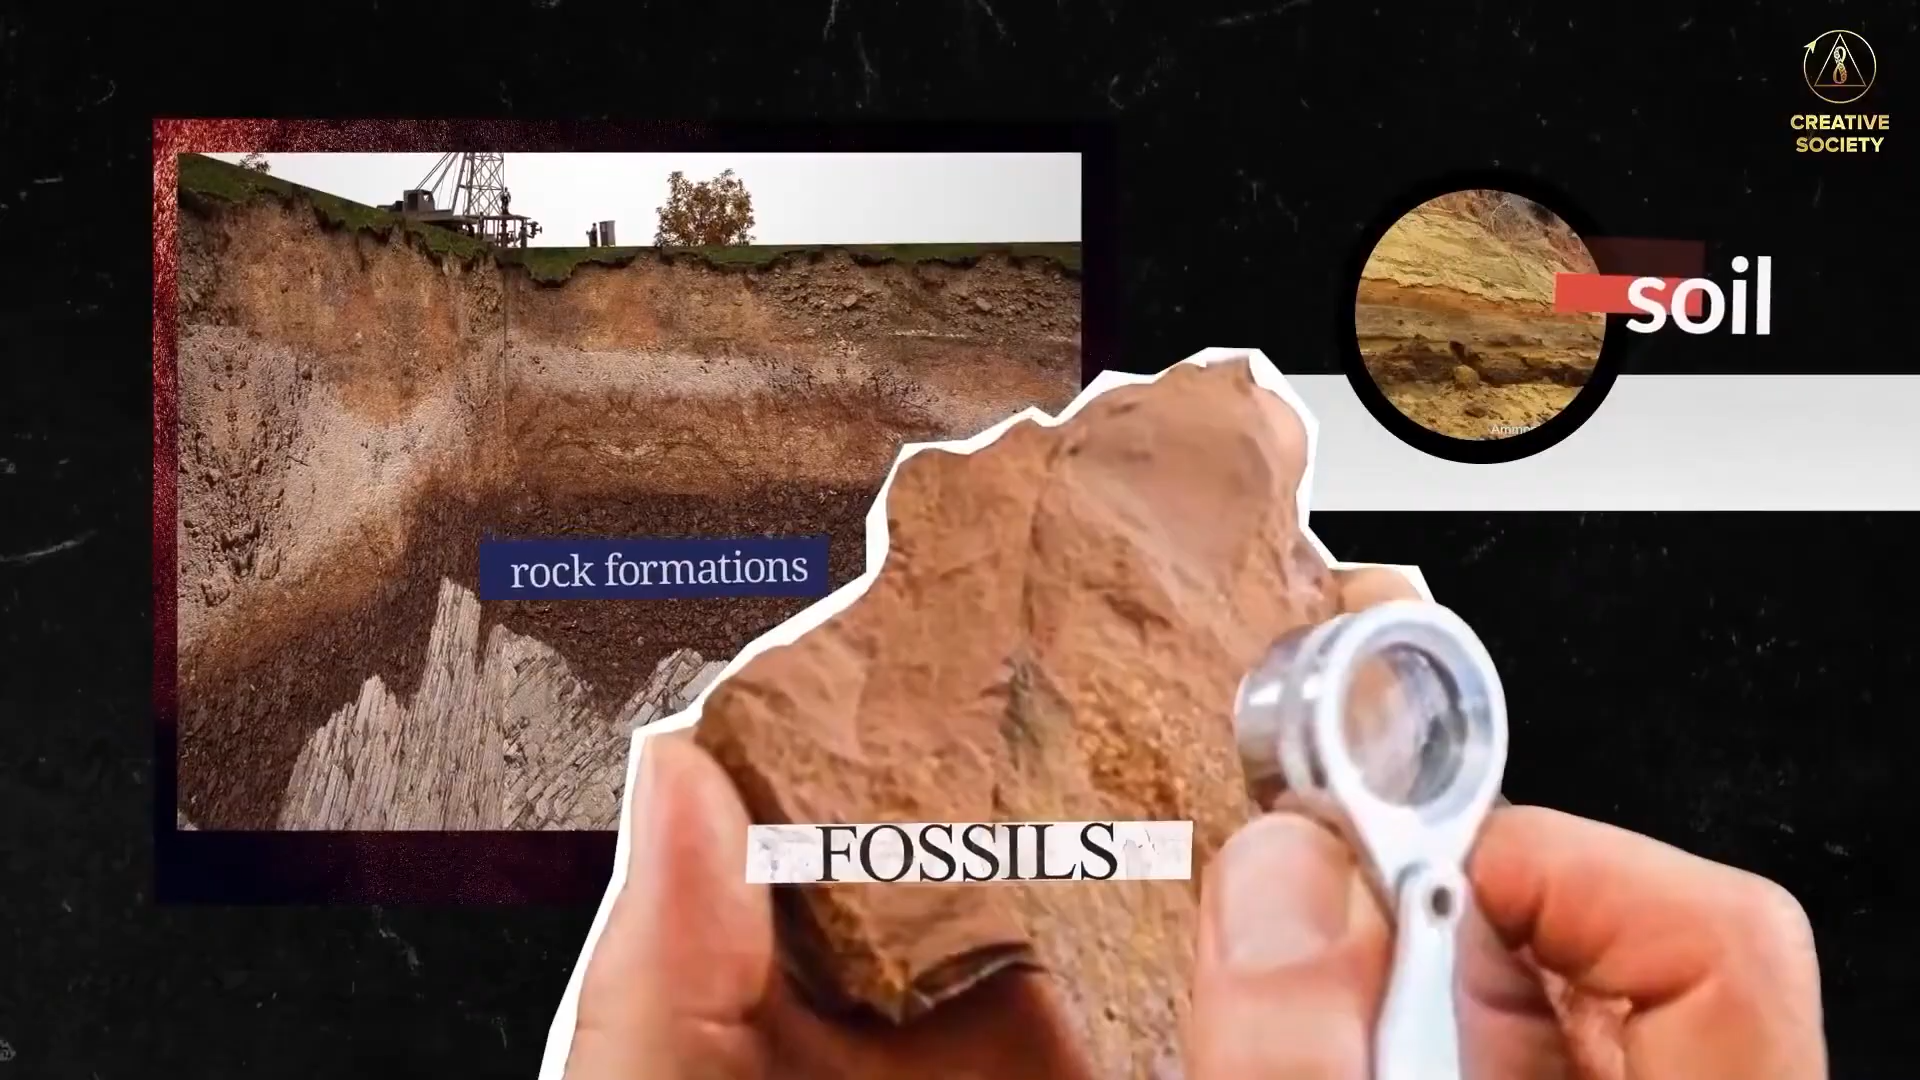 CREATIVE
SOCIETY
soil
rock formations
FOSSILS